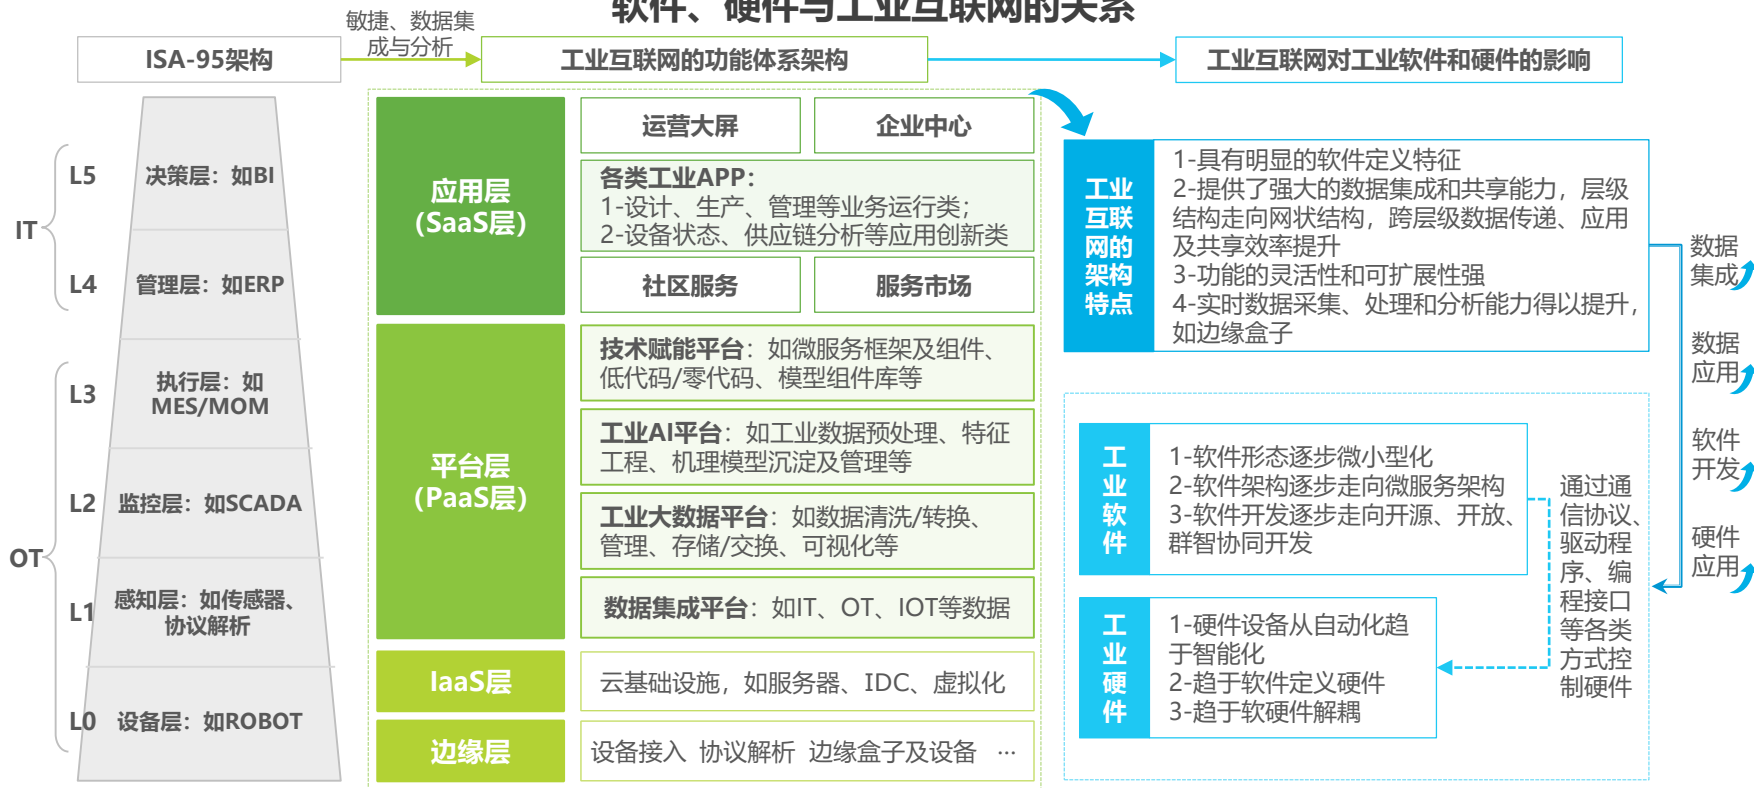 软件、硬件与工业互联网的关系
敏捷、数据集
成与分析
ISA-95架构
工业互联网的功能体系架构
工业互联网对工业软件和硬件的影响
IT
L5
决策层：如BI
L4
管理层：如ERP
OT
L3
执行层：如
MES/MOM
L2
监控层：如SCADA
L1
感知层：如传感器、
协议解析
L0
设备层：如ROBOT
应用层
（SaaS层）
运营大屏
企业中心
各类工业APP：
1-设计、生产、管理等业务运行类；
2-设备状态、供应链分析等应用创新类
社区服务
服务市场
平台层
（PaaS层）
技术赋能平台：如微服务框架及组件、
低代码/零代码、模型组件库等
工业AI平台：如工业数据预处理、特征
工程、机理模型沉淀及管理等
工业大数据平台：如数据清洗/转换、
管理、存储/交换、可视化等
数据集成平台：如IT、OT、IOT等数据
IaaS层
云基础设施，如服务器、IDC、虚拟化
边缘层
设备接入 协议解析 边缘盒子及设备 ···
工业
互联
网的
架构
特点
1-具有明显的软件定义特征
2-提供了强大的数据集成和共享能力，层级
结构走向网状结构，跨层级数据传递、应用
及共享效率提升
3-功能的灵活性和可扩展性强
4-实时数据采集、处理和分析能力得以提升，
如边缘盒子
工
业
软
件
1-软件形态逐步微小型化
2-软件架构逐步走向微服务架构
3-软件开发逐步走向开源、开放、
群智协同开发
工
业
硬
件
1-硬件设备从自动化趋
于智能化
2-趋于软件定义硬件
3-趋于软硬件解耦
通过通
信协议、
驱动程
序、编
程接口
等各类
方式控
制硬件
数据
集成
数据
应用
软件
开发
硬件
应用